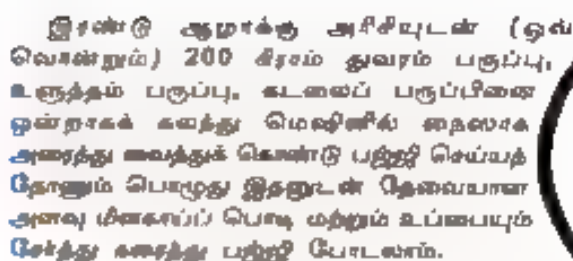 இரண்டு ஆழாக்கு அரிசியுடன் (ஒவ்
வொன்றும்) 200 கிராம் துவரம் பருப்பு,
உளுத்தம் பருப்பு, கடலைப் பருப்பினை
ஒன்றாகக் கலந்து மெஷினில் நைஸாக
அரைத்து வைத்துக் கொண்டு பஜ்ஜி செய்யத்
தோணும் பொழுது இதனுடன் தேவையான
அளவு மிளகாய்ப் பொடி மற்றும் உப்பையும்
சேர்த்து கரைத்து பஜ்ஜி போடலாம்.